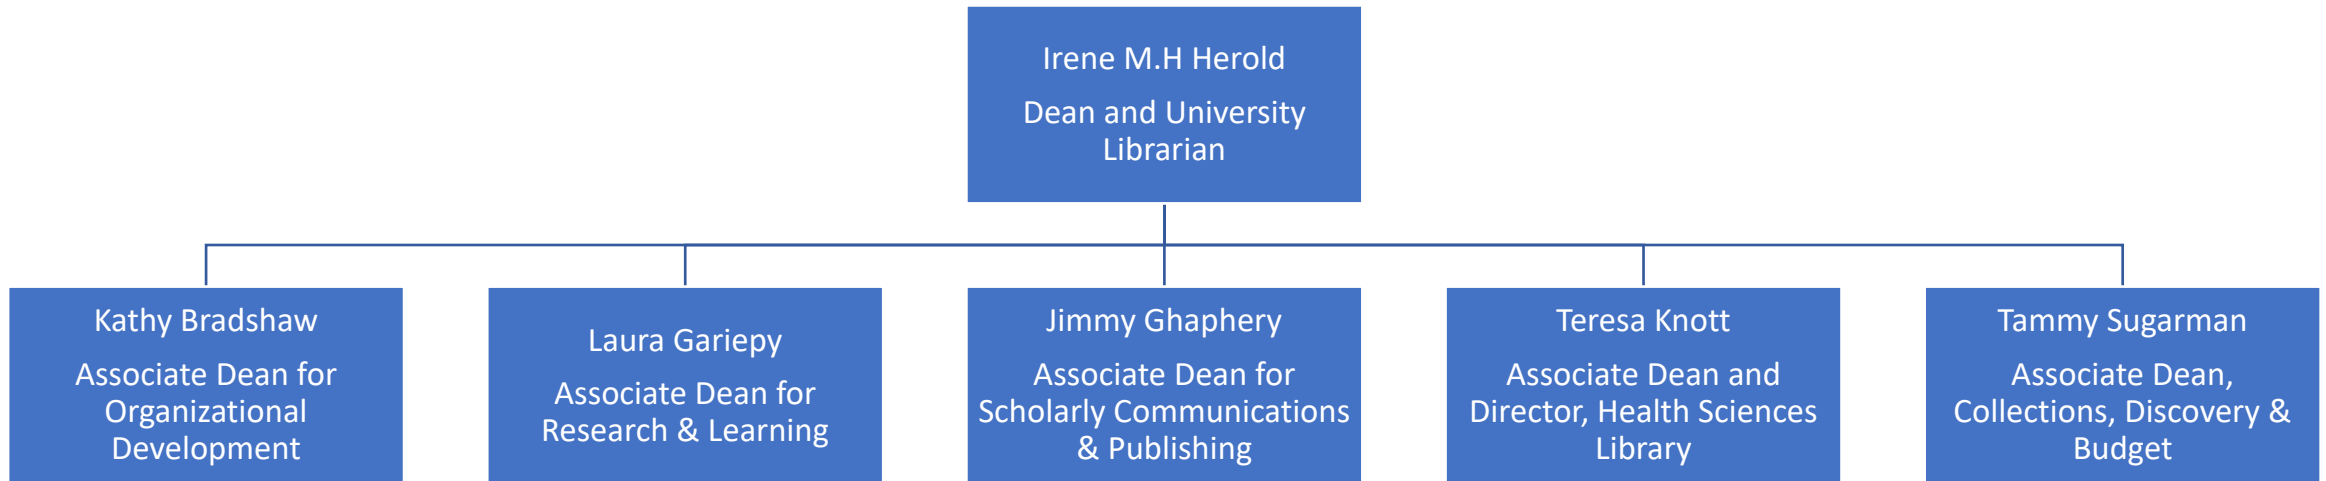 Irene M.H Herold
Dean and University
Librarian
Kathy Bradshaw
Associate Dean for
Organizational
Development
Laura Gariepy
Associate Dean for
Research & Learning
Jimmy Ghaphery
Associate Dean for
Scholarly Communications
& Publishing
Teresa Knott
Associate Dean and
Director, Health Sciences
Library
Tammy Sugarman
Associate Dean,
Collections, Discovery &
Budget